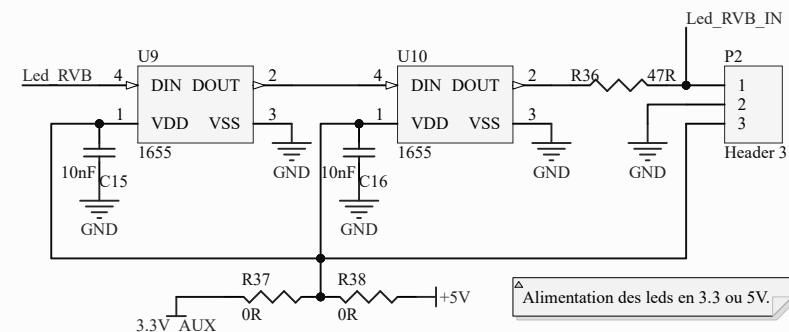 Led_RVB_IN
U9
U10
P2
Led_RVB
4
DIN
DOUT
2
4
DIN
DOUT
2
R36
47R
1
2
3
1
VDD
VSS
3
1
VDD
VSS
3
1655
GND
1655
GND
GND
Header 3
10nF
C15
10nF
C16
GND
GND
R37
R38
+5V
0R
0R
3.3V_AUX
Alimentation des leds en 3.3 ou 5V.